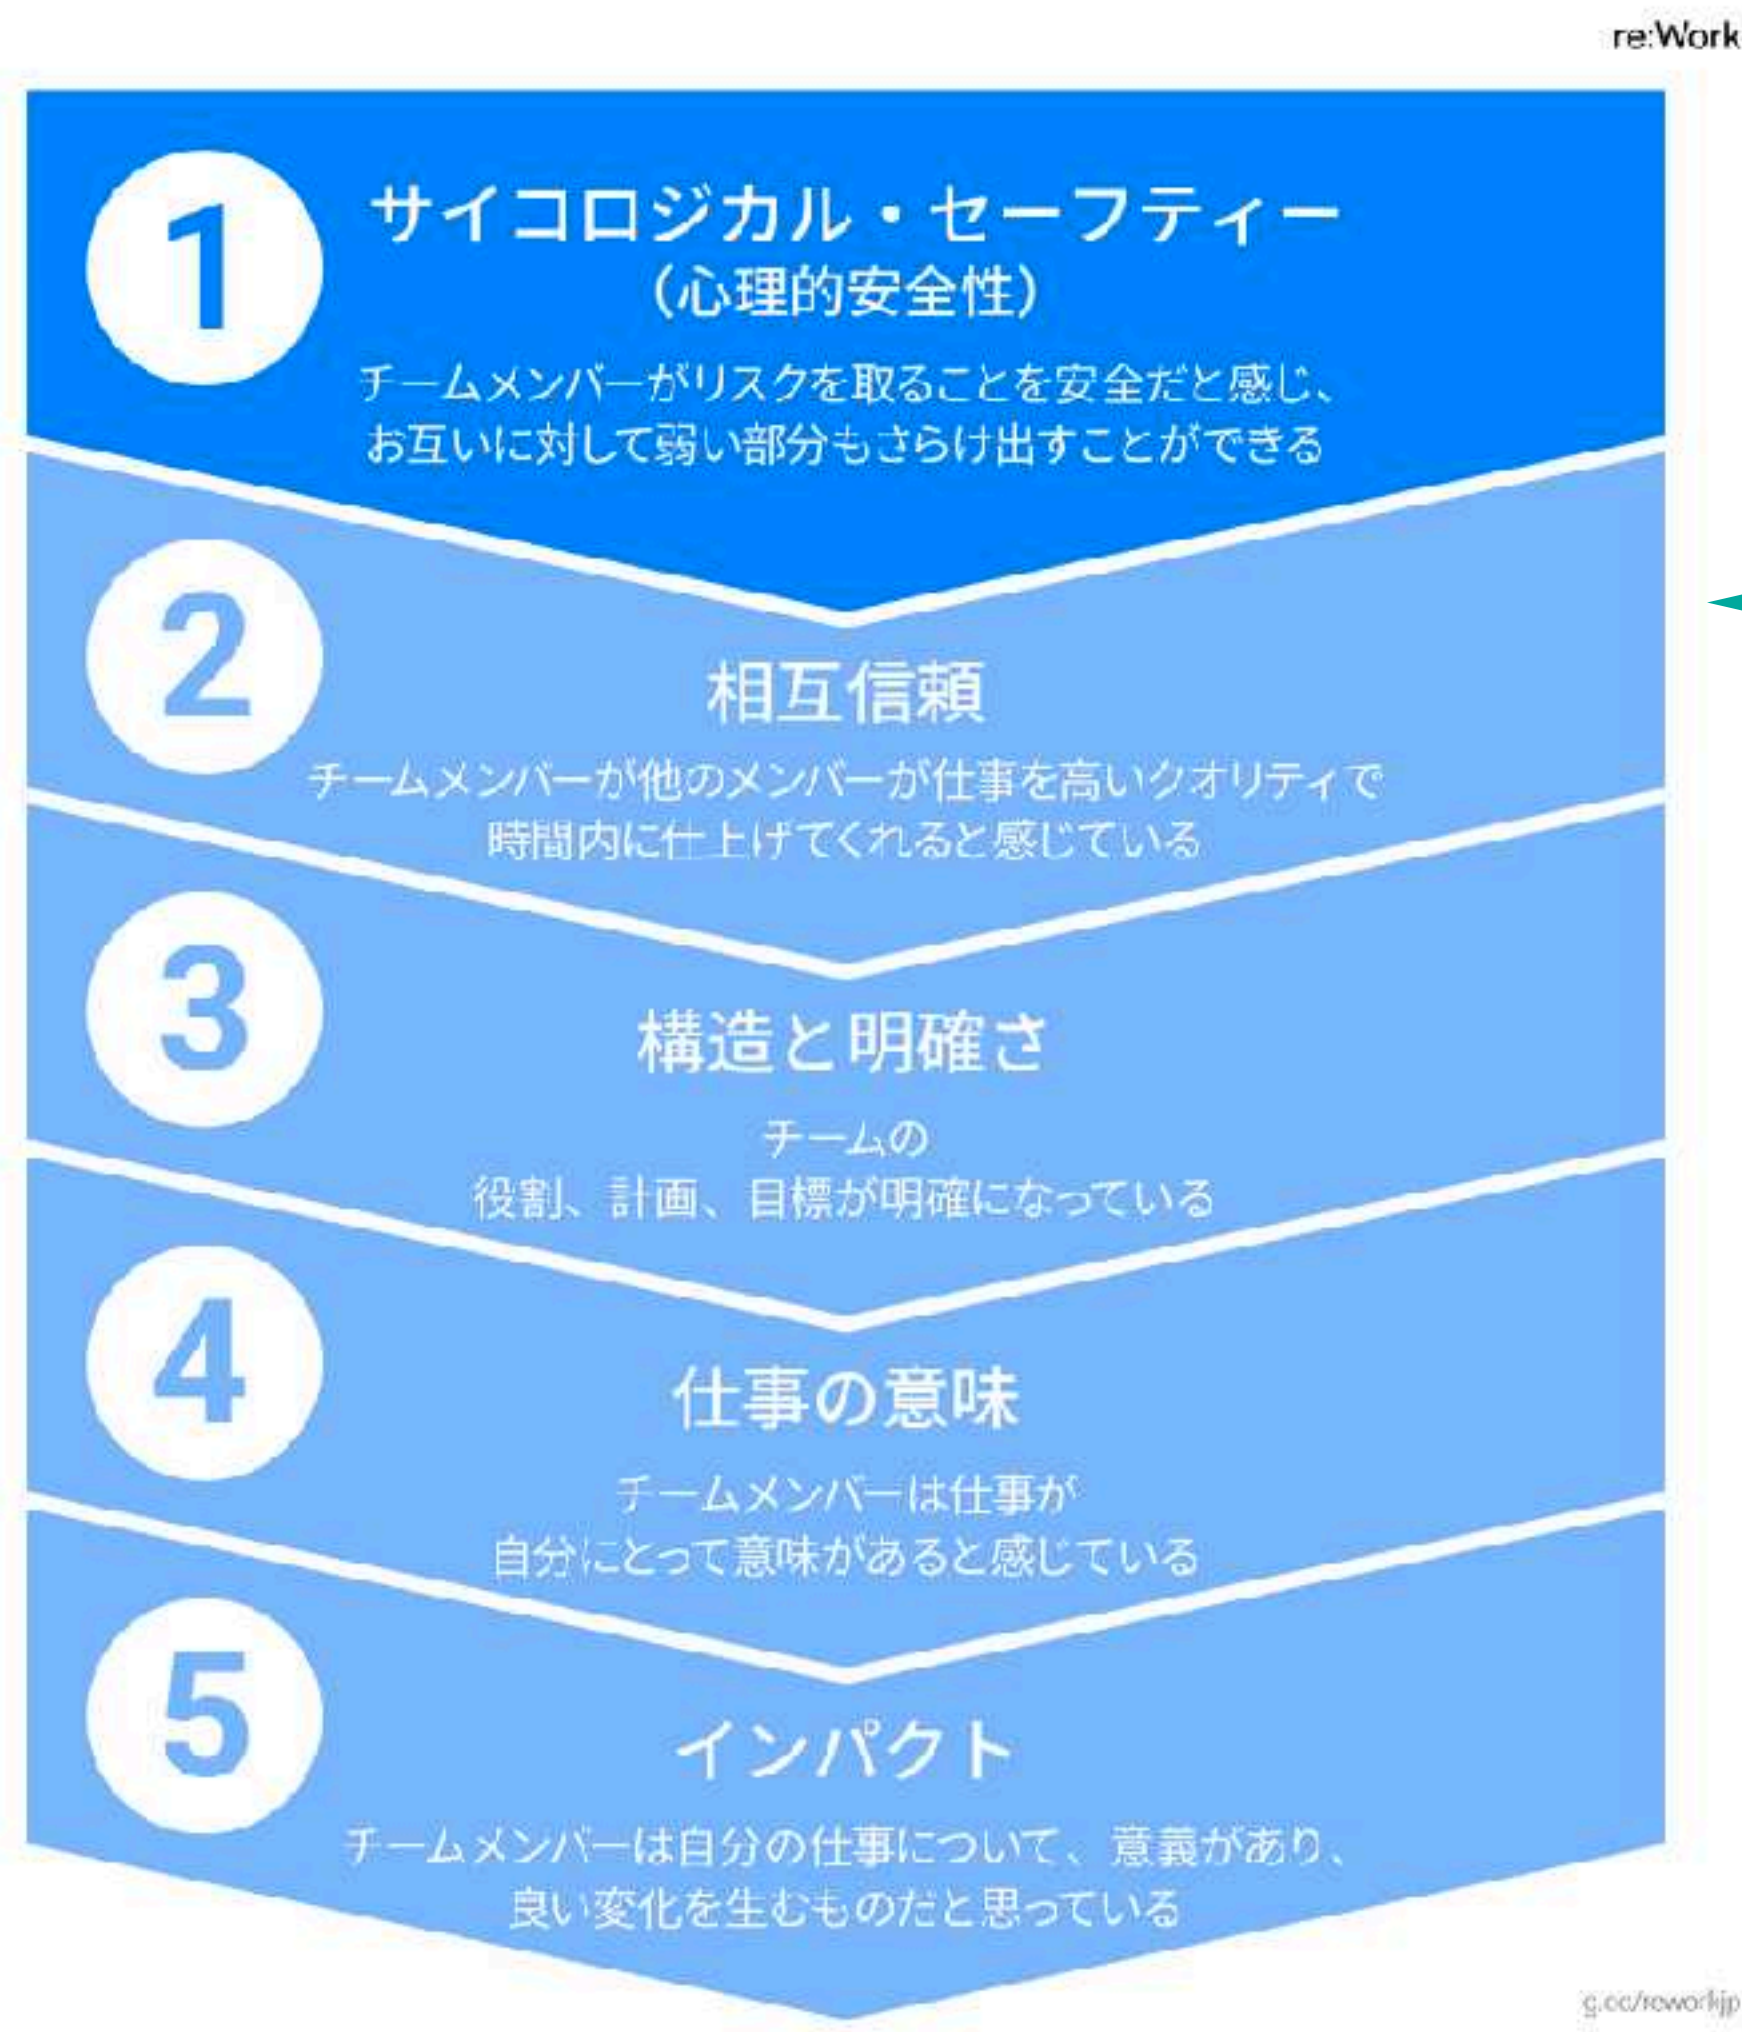 re:Work
1
サイコロジカル・セーフティー
（心理的安全性）
チームメンバーがリスクを取ることを安全だと感じ、
お互いに対して弱い部分もさらけ出すことができる
2
相互信頼
チームメンバーが他のメンバーが仕事を高いクオリティで
時間内に仕上げてくれると感じている
3
構造と明確さ
チームの
役割、計画、目標が明確になっている
4
仕事の意味
チームメンバーは仕事が
自分にとって意味があると感じている
5
インパクト
チームメンバーは自分の仕事について、意義があり、
良い変化を生むものだと思っている
g.co/reworkjp